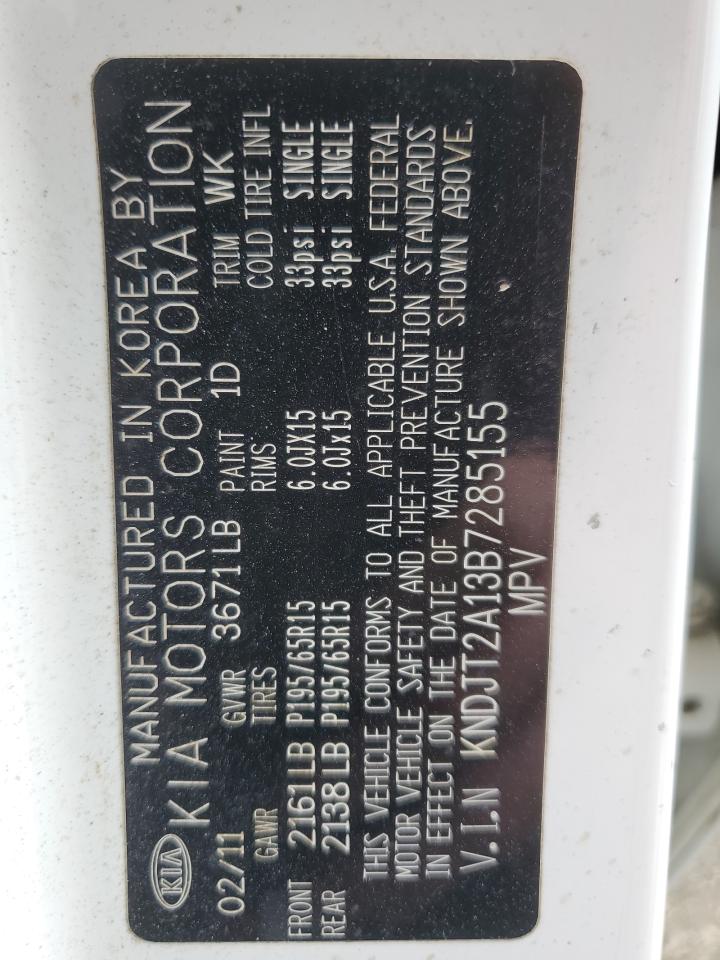 MANUFACTURED IN KOREA BY
KIA KIA MOTORS CORPORATION
02/11 GVWR 3671LB PAINT 1D TRIM WK
GAWR TIRES RIMS COLD TIRE INFL
FRONT 2161LB P195/65R15 6.0JX15 33psi SINGLE
REAR 2138LB P195/65R15 6.0Jx15 33psi SINGLE
THIS VEHICLE CONFORMS TO ALL APPLICABLE U.S.A. FEDERAL
MOTOR VEHICLE SAFETY AND THEFT PREVENTION STANDARDS
IN EFFECT ON THE DATE OF MANUFACTURE SHOWN ABOVE.
V.I.N KNDJT2A13B7285155
MPV